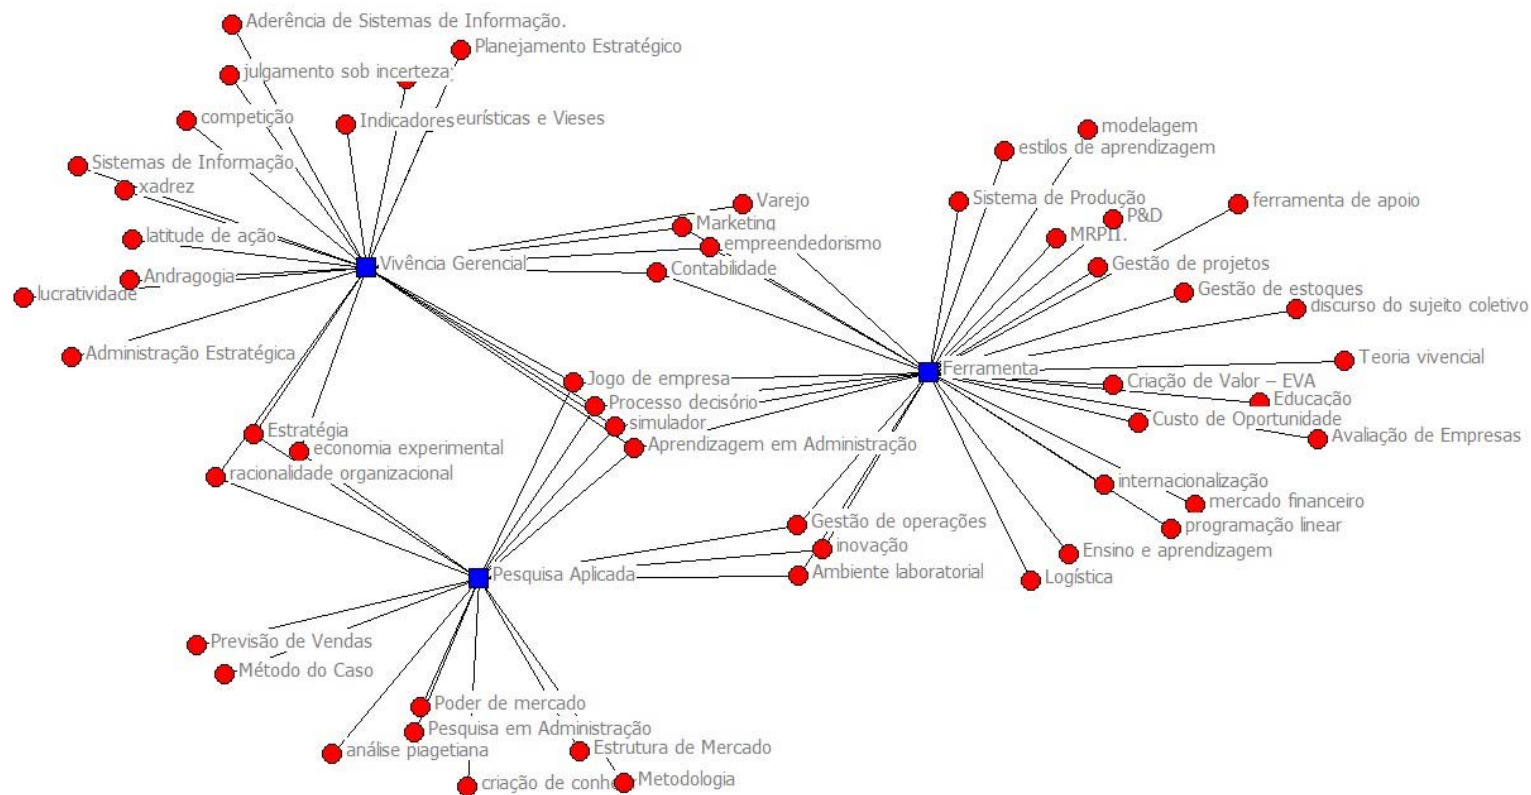 Aderência de Sistemas de Informação.
Planejamento Estratégico
julgamento sob incerteza
competição
Indicadores
eurísticas e Vieses
Sistemas de Informação
xadrez
latitude de ação
Vivência Gerencial
Andragogia
lucratividade
Administração Estratégica
Varejo
Marketing
empreendedorismo
Contabilidade
modelagem
estilos de aprendizagem
Sistema de Produção
P&D
ferramenta de apoio
MRPII.
Gestão de projetos
Gestão de estoques
discurso do sujeito coletivo
Teoria vivencial
Ferramenta
Criação de Valor – EVA
Educação
Custo de Oportunidade
Avaliação de Empresas
Jogo de empresa
Processo decisório
simulador
Aprendizagem em Administração
Estratégia
economia experimental
racionalidade organizacional
internacionalização
mercado financeiro
programação linear
Ensino e aprendizagem
Logística
Gestão de operações
inovação
Ambiente laboratorial
Pesquisa Aplicada
Previsão de Vendas
Método do Caso
Poder de mercado
Pesquisa em Administração
análise piagetiana
Estrutura de Mercado
criação de conhe
Metodologia